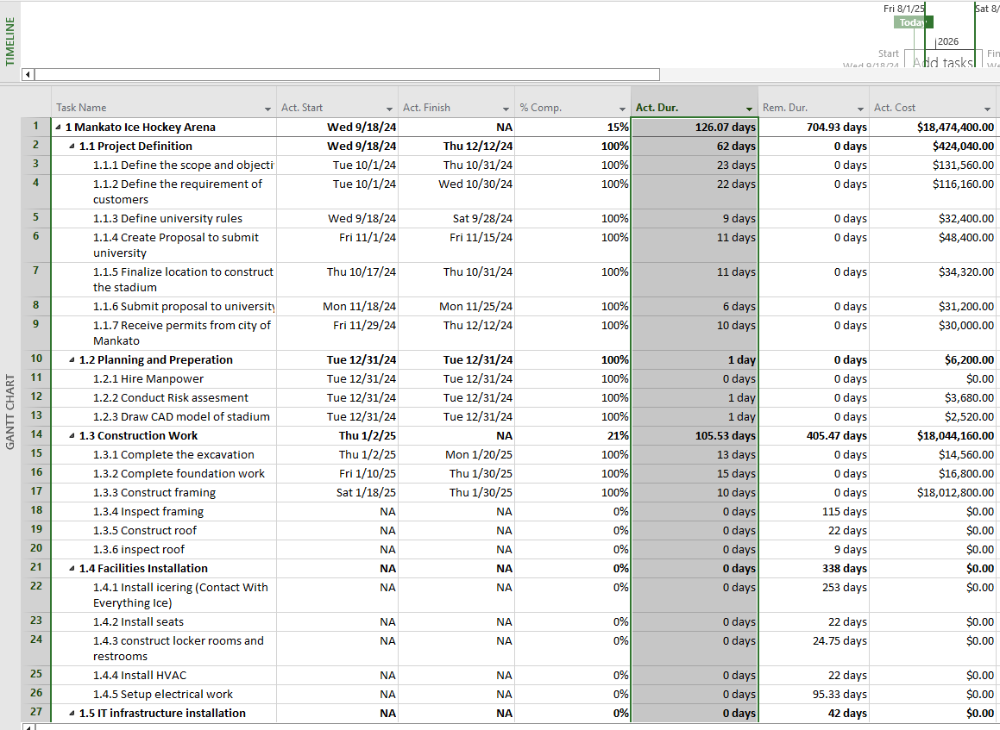 TIMELINE
Fri 8/1/25
Sat 8/
Today
2026
Start
Add tasks
Fin
Wed 9/18/24
We
GANTT CHART
Task Name Act. Start Act. Finish % Comp. Act. Dur. Rem. Dur. Act. Cost
1 1 Mankato Ice Hockey Arena Wed 9/18/24 NA 15% 126.07 days 704.93 days $18,474,400.00
2 1.1 Project Definition Wed 9/18/24 Thu 12/12/24 100% 62 days 0 days $424,040.00
3 1.1.1 Define the scope and objecti Tue 10/1/24 Thu 10/31/24 100% 23 days 0 days $131,560.00
4 1.1.2 Define the requirement of Tue 10/1/24 Wed 10/30/24 100% 22 days 0 days $116,160.00
customers
5 1.1.3 Define university rules Wed 9/18/24 Sat 9/28/24 100% 9 days 0 days $32,400.00
6 1.1.4 Create Proposal to submit Fri 11/1/24 Fri 11/15/24 100% 11 days 0 days $48,400.00
university
7 1.1.5 Finalize location to construct Thu 10/17/24 Thu 10/31/24 100% 11 days 0 days $34,320.00
the stadium
8 1.1.6 Submit proposal to university Mon 11/18/24 Mon 11/25/24 100% 6 days 0 days $31,200.00
9 1.1.7 Receive permits from city of Fri 11/29/24 Thu 12/12/24 100% 10 days 0 days $30,000.00
Mankato
10 1.2 Planning and Preperation Tue 12/31/24 Tue 12/31/24 100% 1 day 0 days $6,200.00
11 1.2.1 Hire Manpower Tue 12/31/24 Tue 12/31/24 100% 0 days 0 days $0.00
12 1.2.2 Conduct Risk assesment Tue 12/31/24 Tue 12/31/24 100% 1 day 0 days $3,680.00
13 1.2.3 Draw CAD model of stadium Tue 12/31/24 Tue 12/31/24 100% 1 day 0 days $2,520.00
14 1.3 Construction Work Thu 1/2/25 NA 21% 105.53 days 405.47 days $18,044,160.00
15 1.3.1 Complete the excavation Thu 1/2/25 Mon 1/20/25 100% 13 days 0 days $14,560.00
16 1.3.2 Complete foundation work Fri 1/10/25 Thu 1/30/25 100% 15 days 0 days $16,800.00
17 1.3.3 Construct framing Sat 1/18/25 Thu 1/30/25 100% 10 days 0 days $18,012,800.00
18 1.3.4 Inspect framing NA NA 0% 0 days 115 days $0.00
19 1.3.5 Construct roof NA NA 0% 0 days 22 days $0.00
20 1.3.6 inspect roof NA NA 0% 0 days 9 days $0.00
21 1.4 Facilities Installation NA NA 0% 0 days 338 days $0.00
22 1.4.1 Install icering (Contact With NA NA 0% 0 days 253 days $0.00
Everything Ice)
23 1.4.2 Install seats NA NA 0% 0 days 22 days $0.00
24 1.4.3 construct locker rooms and NA NA 0% 0 days 24.75 days $0.00
restrooms
25 1.4.4 Install HVAC NA NA 0% 0 days 22 days $0.00
26 1.4.5 Setup electrical work NA NA 0% 0 days 95.33 days $0.00
27 1.5 IT infrastructure installation NA NA 0% 0 days 42 days $0.00